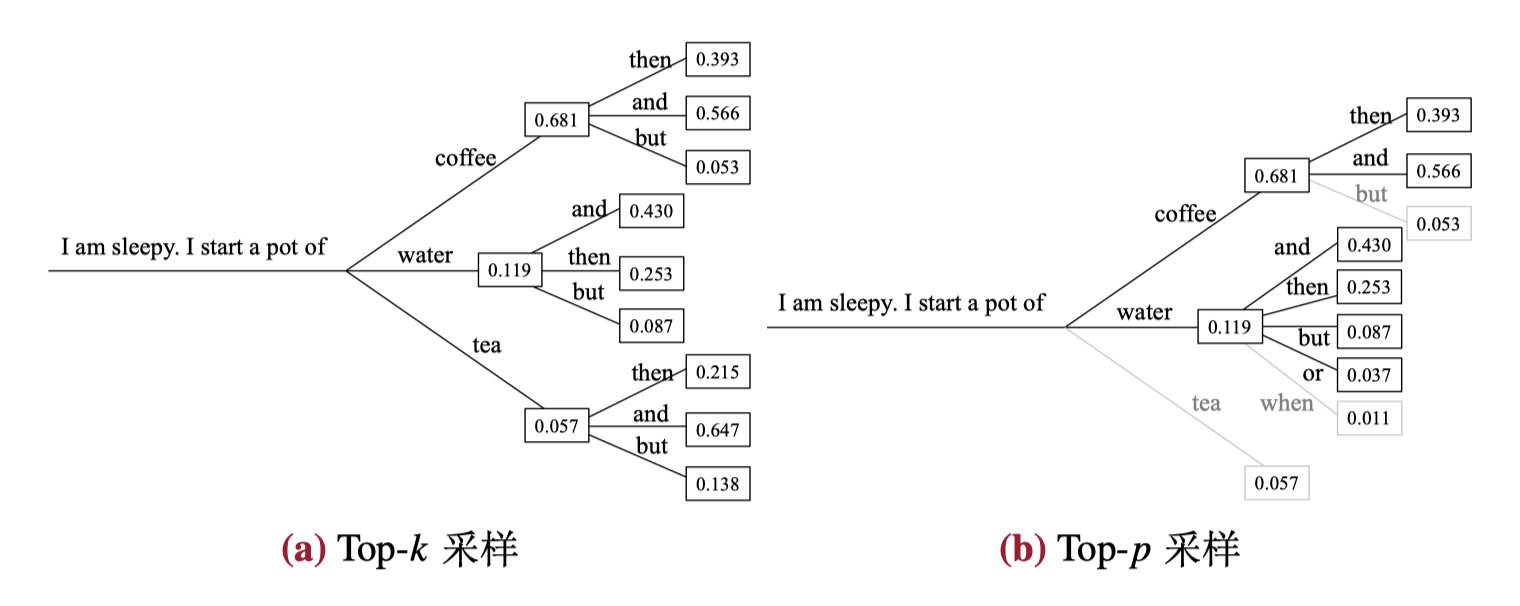 then 0.393
and 0.566
but 0.053
0.681
coffee
and 0.430
then 0.253
but 0.087
I am sleepy. I start a pot of
water 0.119
tea
then 0.215
and 0.647
but 0.138
0.057
(a) Top-k 采样
then 0.393
and 0.566
but 0.053
0.681
coffee
and 0.430
then 0.253
but 0.087
or 0.037
when 0.011
I am sleepy. I start a pot of
water 0.119
tea
0.057
(b) Top-p 采样